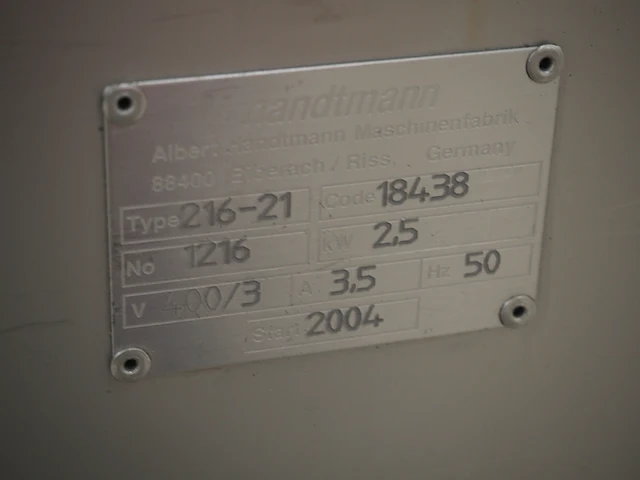 handtmann
Albert Handtmann Maschinenfabrik
88400 Biberach / Riss, Germany
Type 216-21 Code 18438
No 1216 KW 2,5
V 400/3 A 3,5 Hz 50
2004